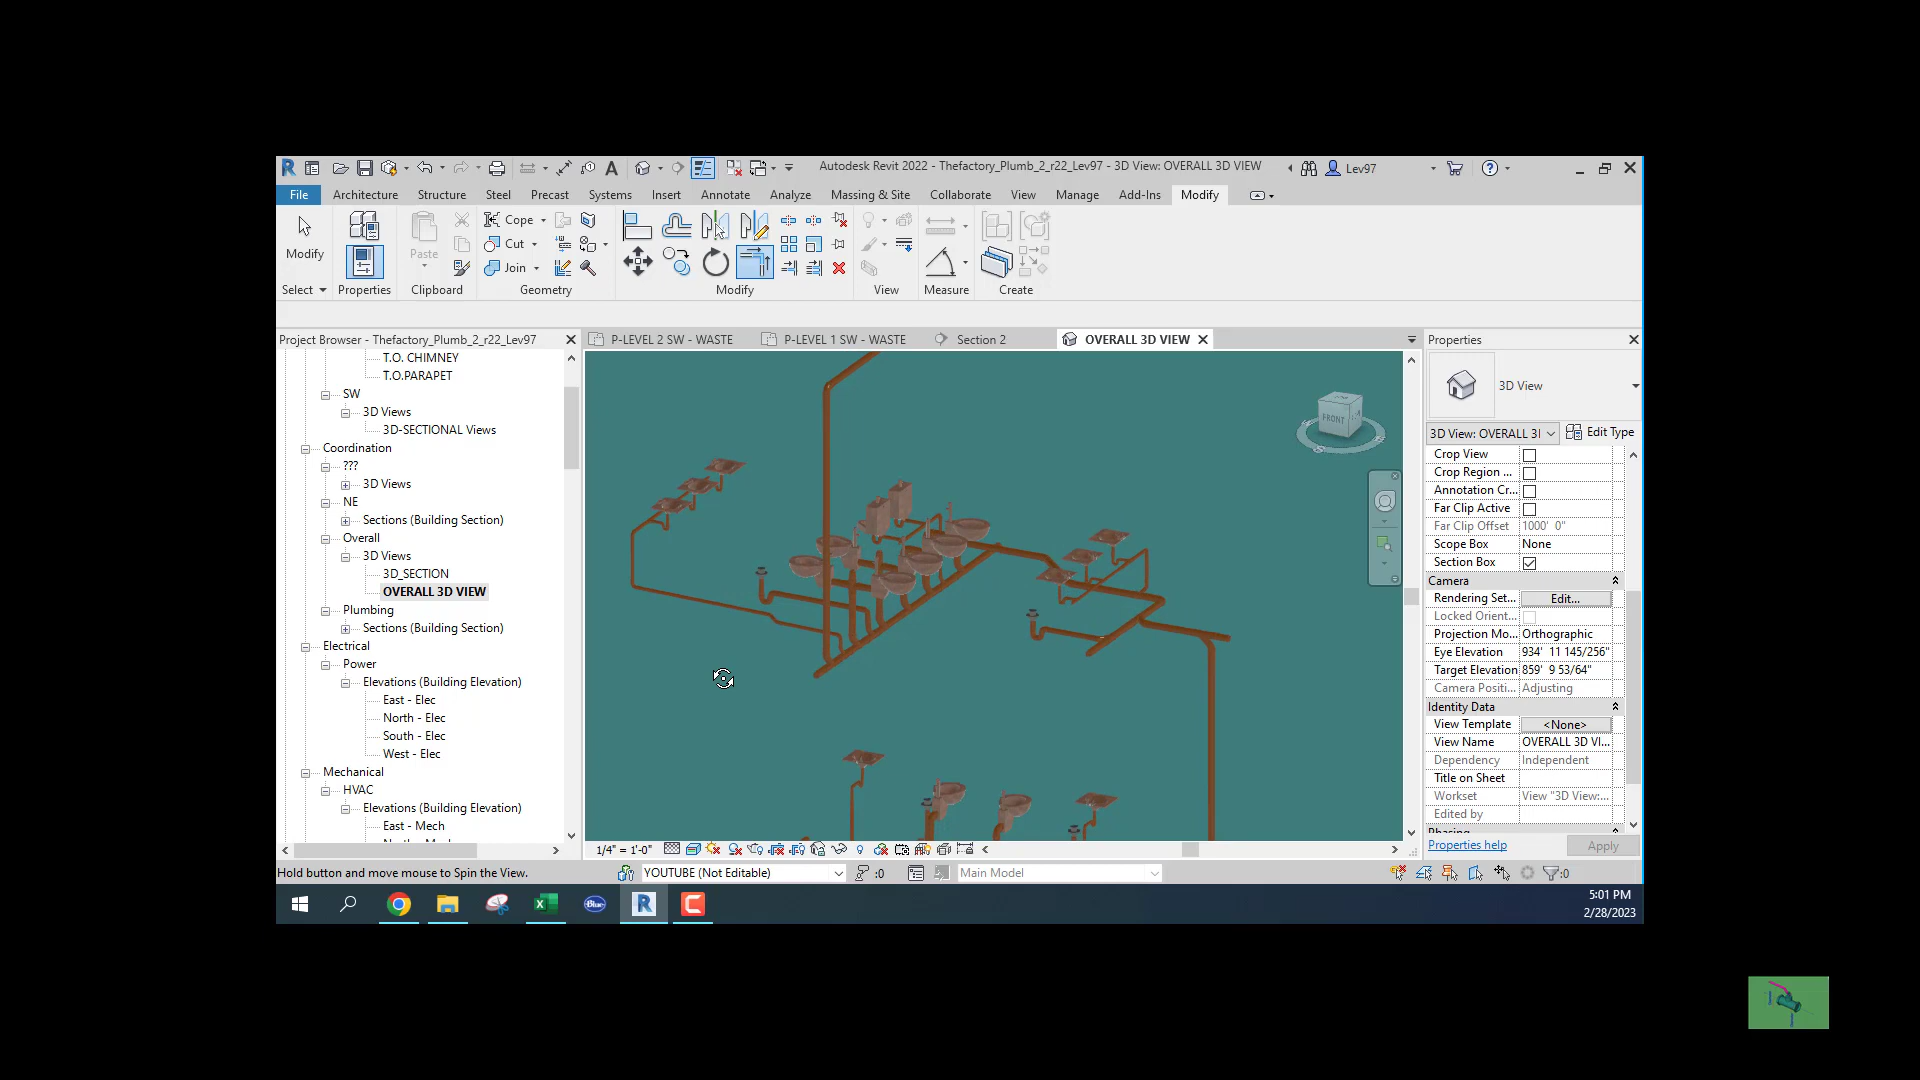 Autodesk Revit 2022 - Thefactory_Plumb_2_r22_Lev97 - 3D View: OVERALL 3D VIEW
Lev97
File Architecture Structure Steel Precast Systems Insert Annotate Analyze Massing & Site Collaborate View Manage Add-Ins Modify
Modify
Paste
Cope
Cut
Join
Select Properties Clipboard Geometry Modify View Measure Create
Project Browser - Thefactory_Plumb_2_r22_Lev97
T.O. CHIMNEY
T.O.PARAPET
SW
3D Views
3D-SECTIONAL Views
Coordination
???
3D Views
NE
Sections (Building Section)
Overall
3D Views
3D_SECTION
OVERALL 3D VIEW
Plumbing
Sections (Building Section)
Electrical
Power
Elevations (Building Elevation)
East - Elec
North - Elec
South - Elec
West - Elec
Mechanical
HVAC
Elevations (Building Elevation)
East - Mech
P-LEVEL 2 SW - WASTE P-LEVEL 1 SW - WASTE Section 2 OVERALL 3D VIEW
FRONT
1/4" = 1'-0"
Properties
3D View
3D View: OVERALL 3I Edit Type
Crop View
Crop Region ...
Annotation Cr...
Far Clip Active
Far Clip Offset 1000' 0"
Scope Box None
Section Box
Camera
Rendering Set... Edit...
Locked Orient...
Projection Mo... Orthographic
Eye Elevation 934' 11 145/256"
Target Elevation 859' 9 53/64"
Camera Positi... Adjusting
Identity Data
View Template <None>
View Name OVERALL 3D VI...
Dependency Independent
Title on Sheet
Workset View "3D View:...
Edited by
Phasing
Properties help Apply
Hold button and move mouse to Spin the View.
YOUTUBE (Not Editable) :0 Main Model :0
Blue
5:01 PM
2/28/2023